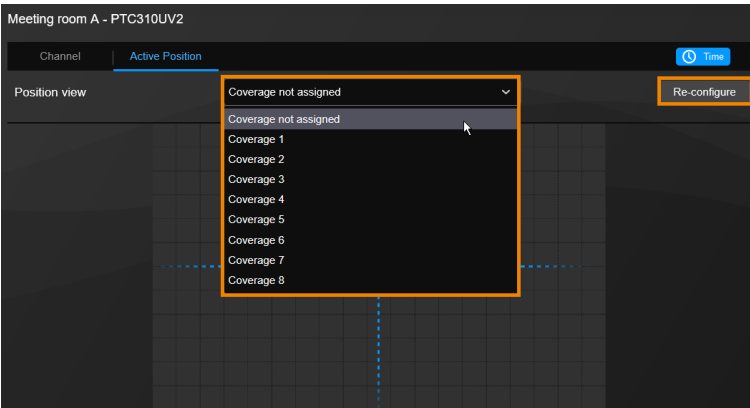 Meeting room A - PTC310UV2
Channel
Active Position
Time
Position view
Coverage not assigned
Re-configure
Coverage not assigned
Coverage 1
Coverage 2
Coverage 3
Coverage 4
Coverage 5
Coverage 6
Coverage 7
Coverage 8